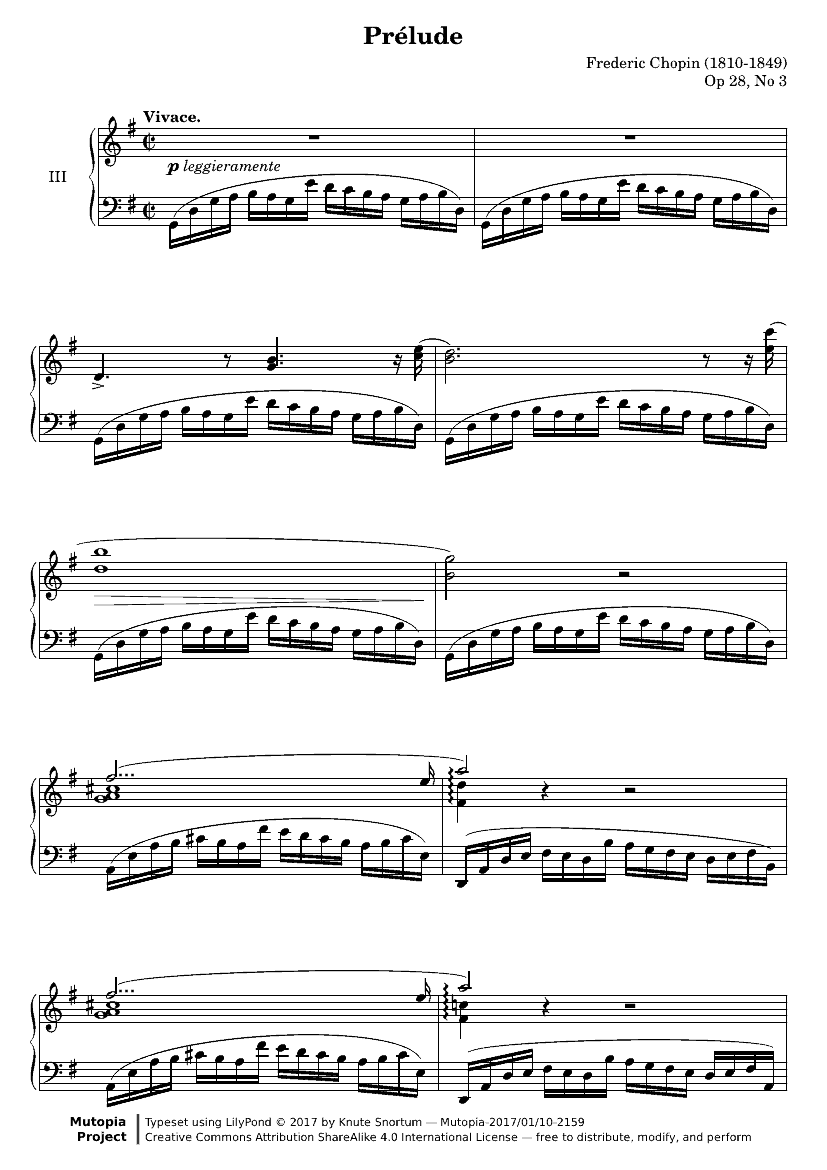 Prélude
Frederic Chopin (1810-1849)
Op 28, No 3
Vivace.
III
p leggieramente
Mutopia Project
Typeset using LilyPond © 2017 by Knute Snortum — Mutopia-2017/01/10-2159
Creative Commons Attribution ShareAlike 4.0 International License — free to distribute, modify, and perform